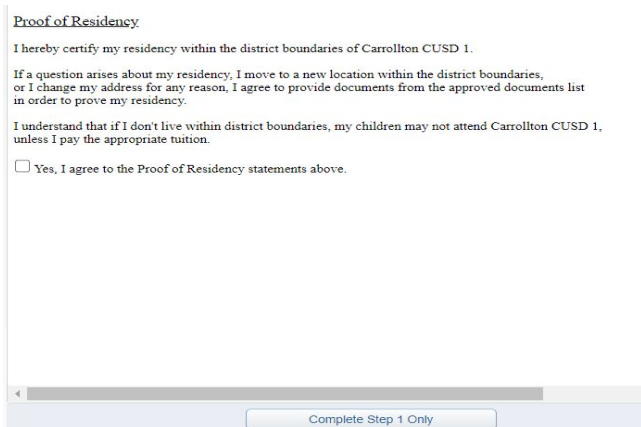 Proof of Residency
I hereby certify my residency within the district boundaries of Carrollton CUSD 1.
If a question arises about my residency, I move to a new location within the district boundaries,
or I change my address for any reason, I agree to provide documents from the approved documents list
in order to prove my residency.
I understand that if I don't live within district boundaries, my children may not attend Carrollton CUSD 1,
unless I pay the appropriate tuition.
Yes, I agree to the Proof of Residency statements above.
Complete Step 1 Only